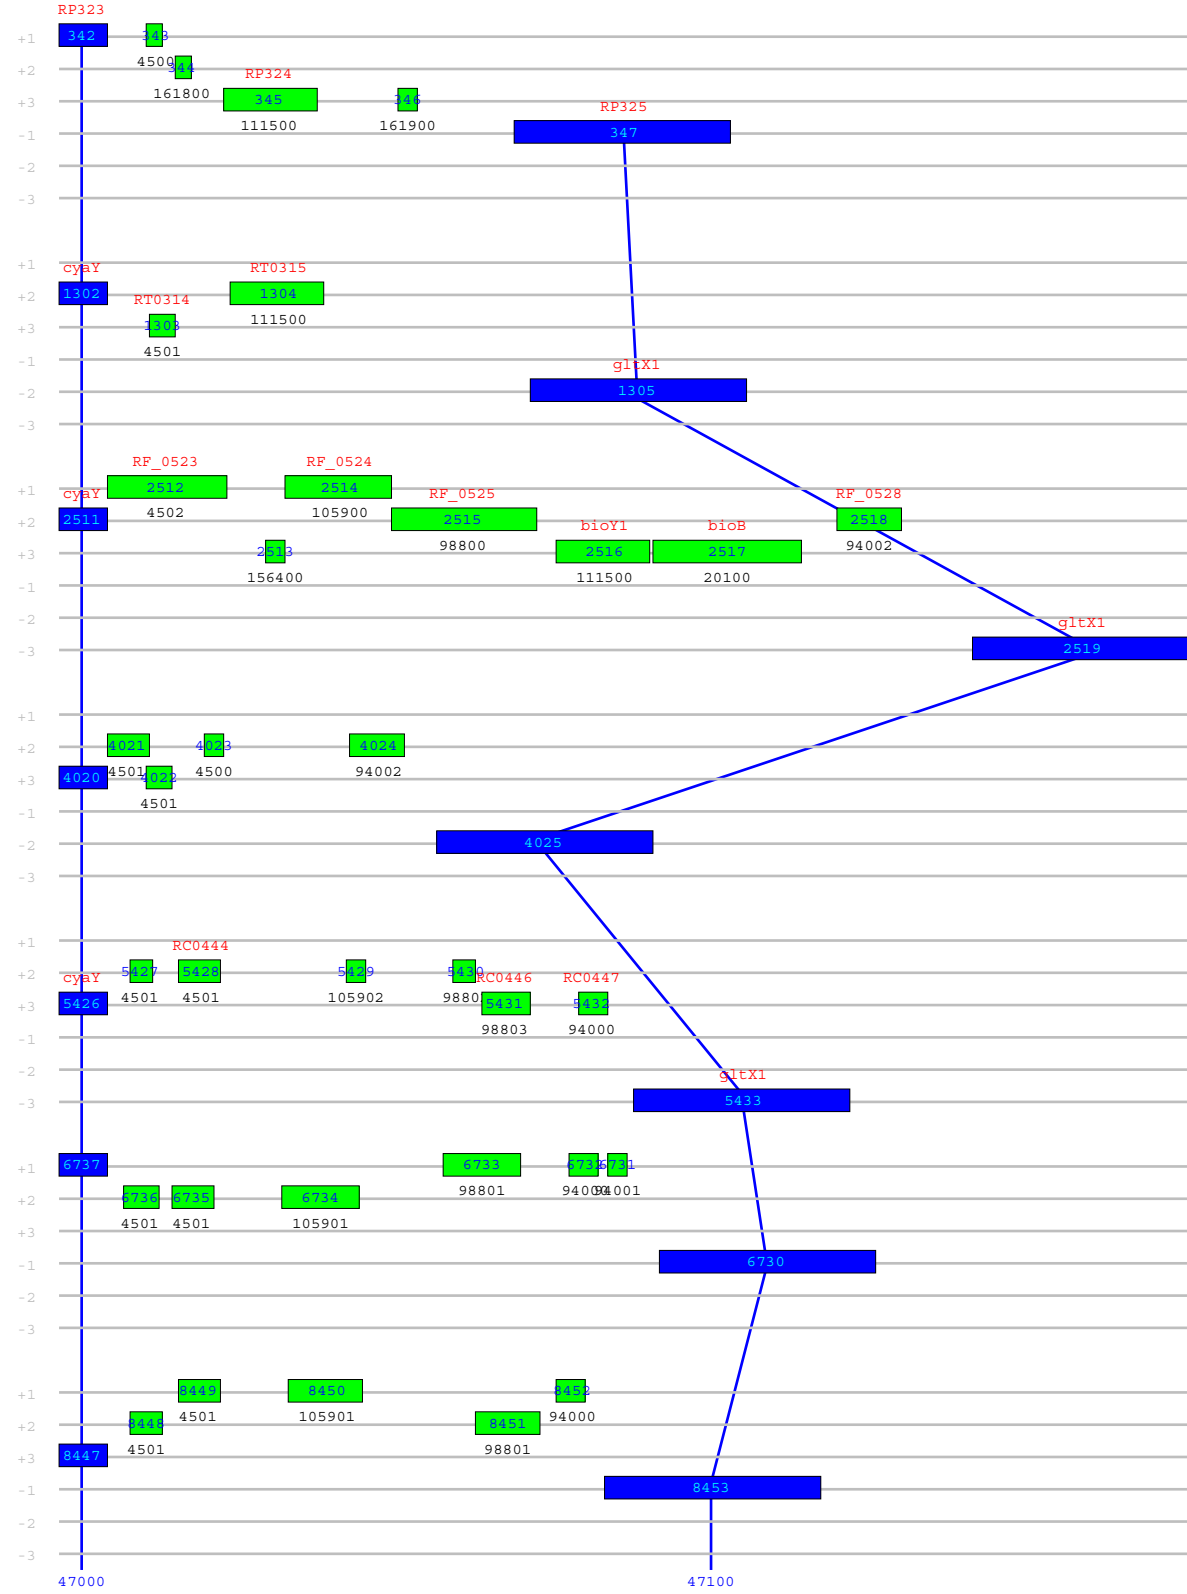 RP323
+1 342 343
4500
+2 344
161800 RP324
+3 345 346
111500 161900 RP325
-1 347
-2
-3
+1
cyaY RT0315
+2 1302 1304
RT0314 111500
+3 1303
4501
-1
gltX1
-2 1305
-3
RF_0523 RF_0524
+1 2512 2514
cyaY 4502 105900 RF_0525 RF_0528
+2 2511 2515 2518
98800 bioY1 bioB 94002
+3 2513 2516 2517
156400 111500 20100
-1
-2
gltX1
-3 2519
+1
+2 4021 4023 4024
4501 4500 94002
+3 4020 4022
4501
-1
-2 4025
-3
+1
RC0444
+2 5427 5428 5429 5430
cyaY RC0446 RC0447
4501 4501 105902
+3 5426 5431 5432
98803 94000
-1
-2
gltX1
-3 5433
+1 6737 6733 6732 6731
98801 94000 94001
+2 6736 6735 6734
4501 4501 105901
+3
-1 6730
-2
-3
+1 8449 8450 8452
4501 105901 94000
+2 8448 8451
4501 98801
+3 8447
-1 8453
-2
-3
47000 47100